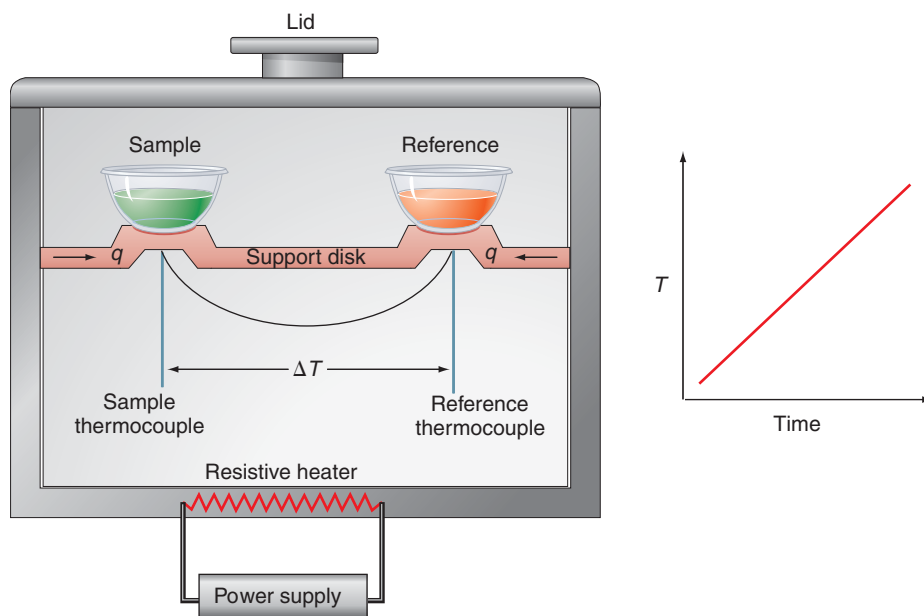 Lid
Sample
Reference
q
Support disk
q
ΔT
Sample
thermocouple
Reference
thermocouple
Resistive heater
Power supply
T
Time